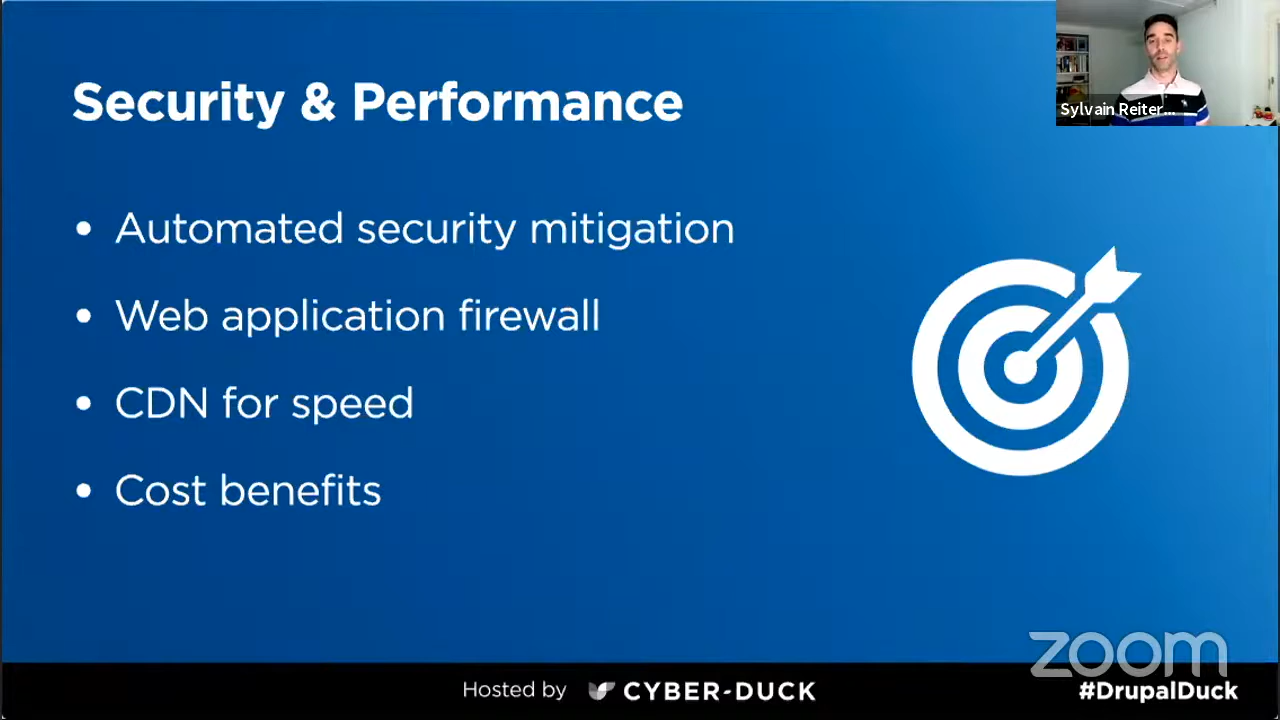 Security & Performance
Sylvain Reiter...
• Automated security mitigation
• Web application firewall
• CDN for speed
• Cost benefits
zoom
Hosted by CYBER-DUCK
#DrupalDuck